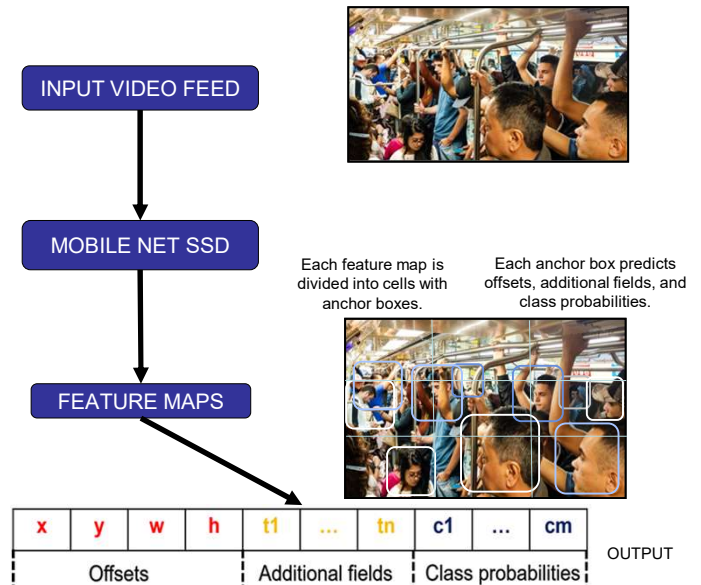 INPUT VIDEO FEED
MOBILE NET SSD
Each feature map is
divided into cells with
anchor boxes.
Each anchor box predicts
offsets, additional fields, and
class probabilities.
FEATURE MAPS
x y w h t1 ... tn c1 ... cm
Offsets Additional fields Class probabilities
OUTPUT